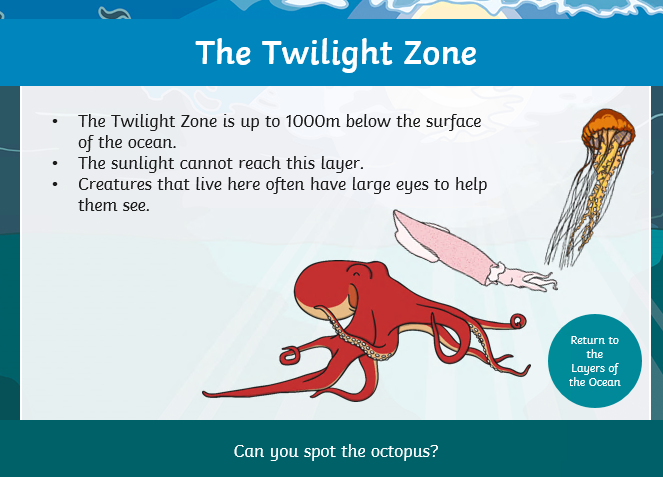 The Twilight Zone
• The Twilight Zone is up to 1000m below the surface
of the ocean.
• The sunlight cannot reach this layer.
• Creatures that live here often have large eyes to help
them see.
Return to
the
Layers of
the Ocean
Can you spot the octopus?